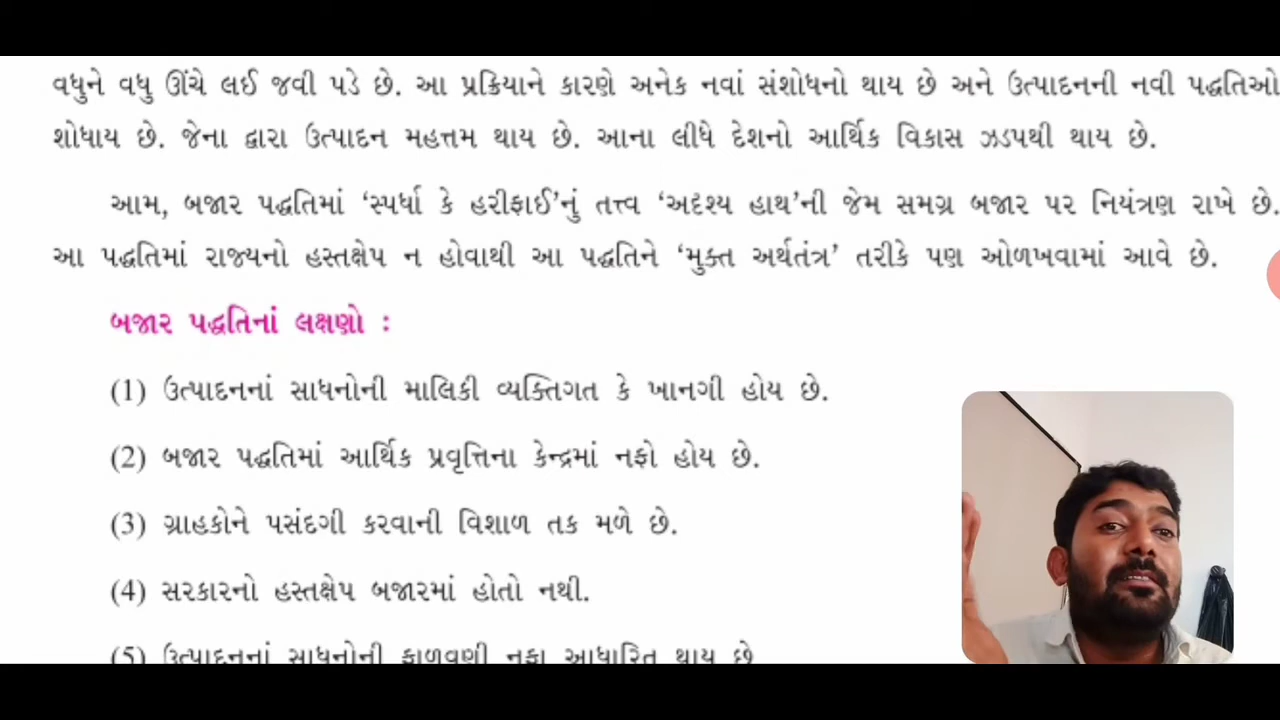 વધુને વધુ ઊંચે લઈ જવી પડે છે. આ પ્રક્રિયાને કારણે અનેક નવાં સંશોધનો થાય છે અને ઉત્પાદનની નવી પદ્ધતિઓ
શોધાય છે. જેના દ્વારા ઉત્પાદન મહત્તમ થાય છે. આના લીધે દેશનો આર્થિક વિકાસ ઝડપથી થાય છે.
આમ, બજાર પદ્ધતિમાં ‘સ્પર્ધા કે હરીફાઈ’નું તત્ત્વ ‘અદૃશ્ય હાથ’ની જેમ સમગ્ર બજાર પર નિયંત્રણ રાખે છે.
આ પદ્ધતિમાં રાજ્યનો હસ્તક્ષેપ ન હોવાથી આ પદ્ધતિને ‘મુક્ત અર્થતંત્ર’ તરીકે પણ ઓળખવામાં આવે છે.
બજાર પદ્ધતિનાં લક્ષણો :
(1) ઉત્પાદનનાં સાધનોની માલિકી વ્યક્તિગત કે ખાનગી હોય છે.
(2) બજાર પદ્ધતિમાં આર્થિક પ્રવૃત્તિના કેન્દ્રમાં નફો હોય છે.
(3) ગ્રાહકોને પસંદગી કરવાની વિશાળ તક મળે છે.
(4) સરકારનો હસ્તક્ષેપ બજારમાં હોતો નથી.
(5) ઉત્પાદનનાં સાધનોની ફાળવણી નફા આધારિત થાય છે